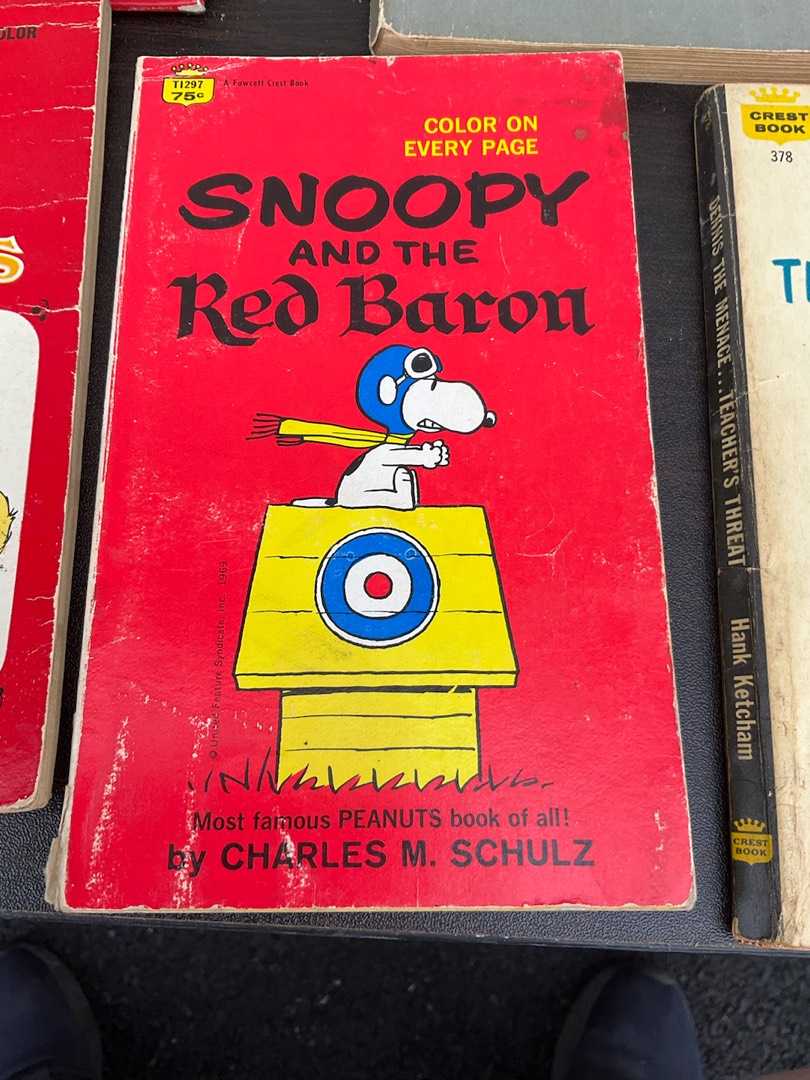 T1297
75¢
A Fawcett Crest Book
COLOR ON
EVERY PAGE
SNOOPY
AND THE
Red Baron
© United Feature Syndicate, Inc. 1969
Most famous PEANUTS book of all!
by CHARLES M. SCHULZ
CREST
BOOK
378
DENNIS THE MENACE...TEACHER'S THREAT
Hank Ketcham
CREST
BOOK